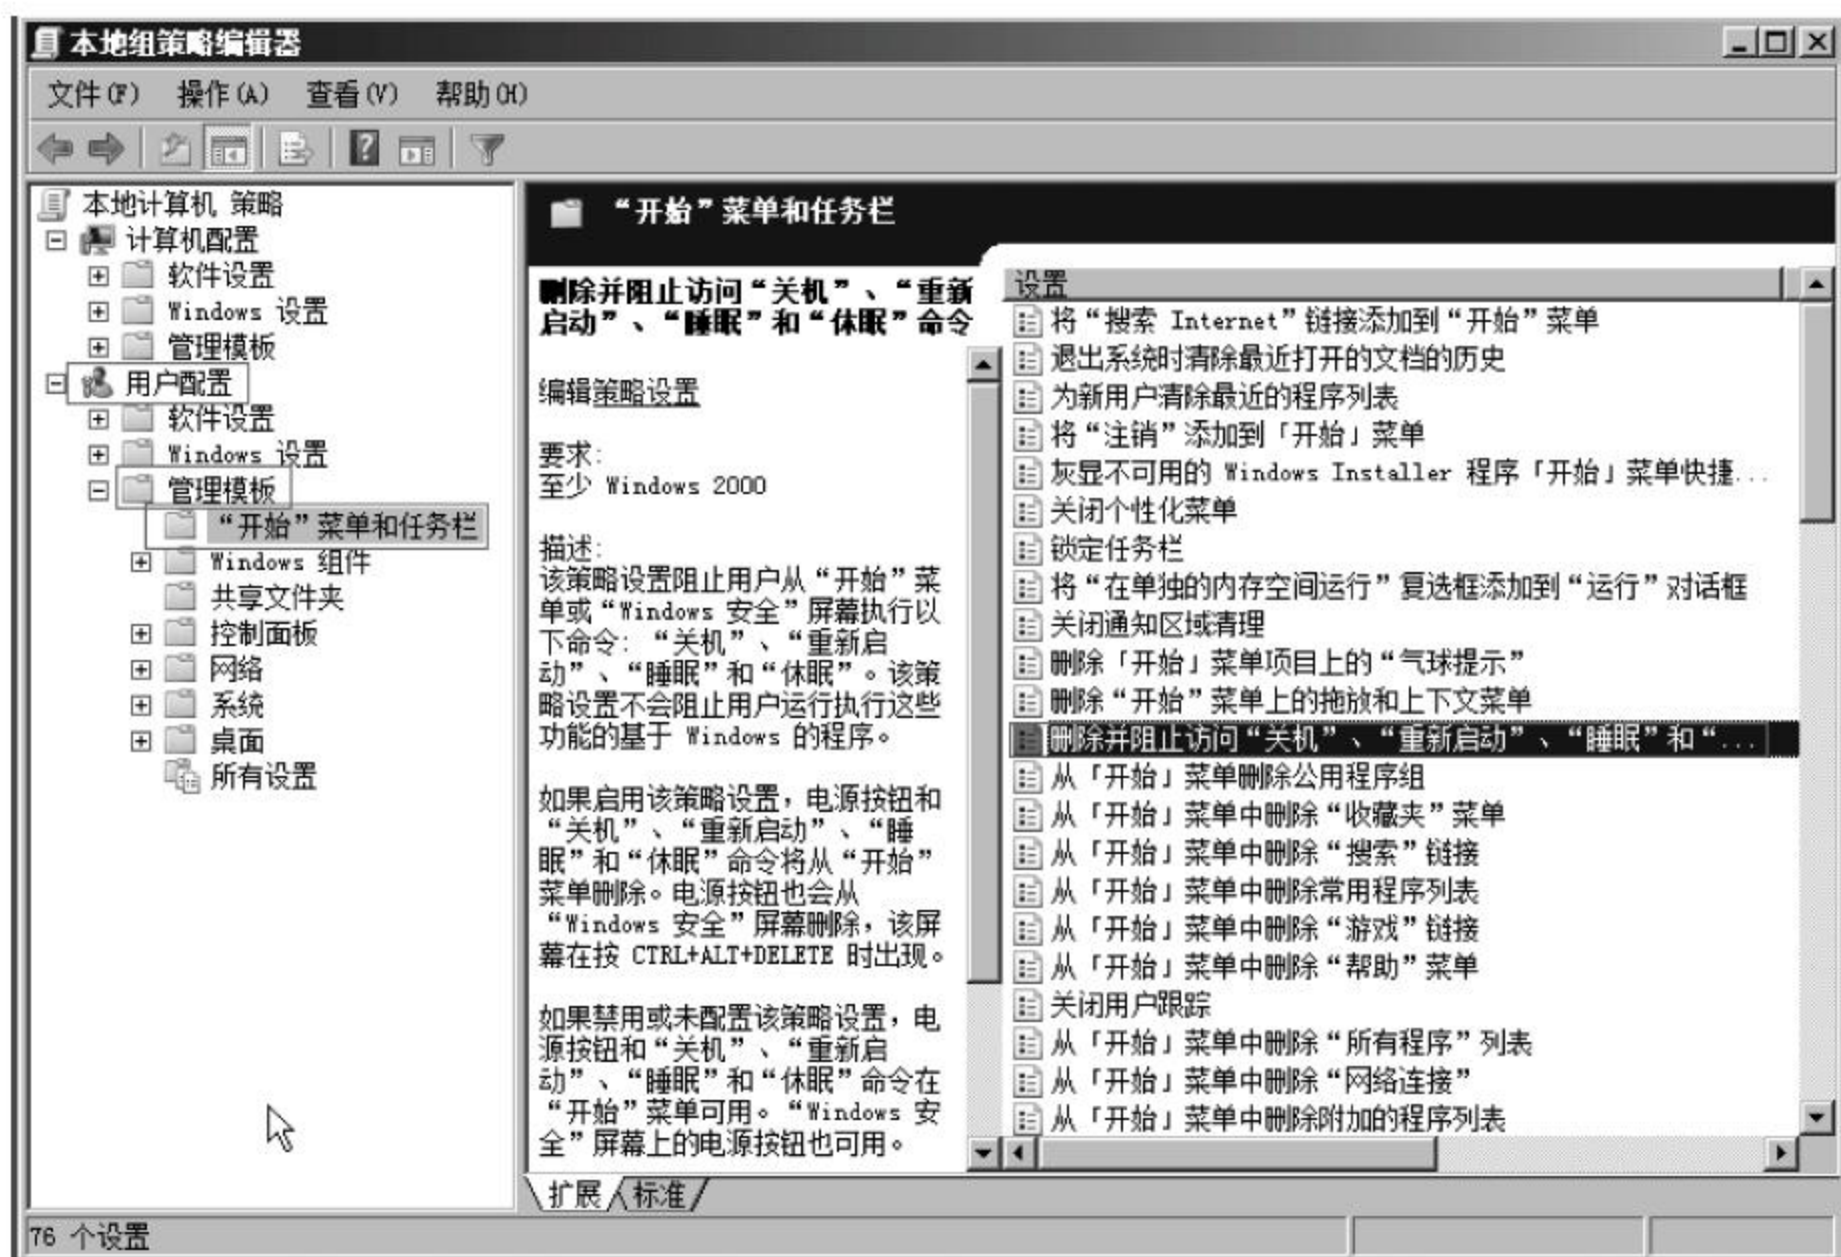 本地组策略编辑器
文件(F) 操作(A) 查看(V) 帮助(H)
本地计算机 策略
计算机配置
软件设置
Windows 设置
管理模板
用户配置
软件设置
Windows 设置
管理模板
“开始”菜单和任务栏
Windows 组件
共享文件夹
控制面板
网络
系统
桌面
所有设置
“开始”菜单和任务栏
删除并阻止访问“关机”、“重新
启动”、“睡眠”和“休眠”命令
编辑策略设置
要求:
至少 Windows 2000
描述:
该策略设置阻止用户从“开始”菜
单或“Windows 安全”屏幕执行以
下命令: “关机”、“重新启
动”、“睡眠”和“休眠”。该策
略设置不会阻止用户运行执行这些
功能的基于 Windows 的程序。
如果启用该策略设置，电源按钮和
“关机”、“重新启动”、“睡
眠”和“休眠”命令将从“开始”
菜单删除。电源按钮也会从
“Windows 安全”屏幕删除，该屏
幕在按 CTRL+ALT+DELETE 时出现。
如果禁用或未配置该策略设置，电
源按钮和“关机”、“重新启
动”、“睡眠”和“休眠”命令在
“开始”菜单可用。“Windows 安
全”屏幕上的电源按钮也可用。
设置
将“搜索 Internet”链接添加到“开始”菜单
退出系统时清除最近打开的文档的历史
为新用户清除最近的程序列表
将“注销”添加到「开始」菜单
灰显不可用的 Windows Installer 程序「开始」菜单快捷...
关闭个性化菜单
锁定任务栏
将“在单独的内存空间运行”复选框添加到“运行”对话框
关闭通知区域清理
删除「开始」菜单项目上的“气球提示”
删除“开始”菜单上的拖放和上下文菜单
删除并阻止访问“关机”、“重新启动”、“睡眠”和“...
从「开始」菜单删除公用程序组
从「开始」菜单中删除“收藏夹”菜单
从「开始」菜单中删除“搜索”链接
从「开始」菜单中删除常用程序列表
从「开始」菜单中删除“游戏”链接
从「开始」菜单中删除“帮助”菜单
关闭用户跟踪
从「开始」菜单中删除“所有程序”列表
从「开始」菜单中删除“网络连接”
从「开始」菜单中删除附加的程序列表
扩展 标准
76 个设置